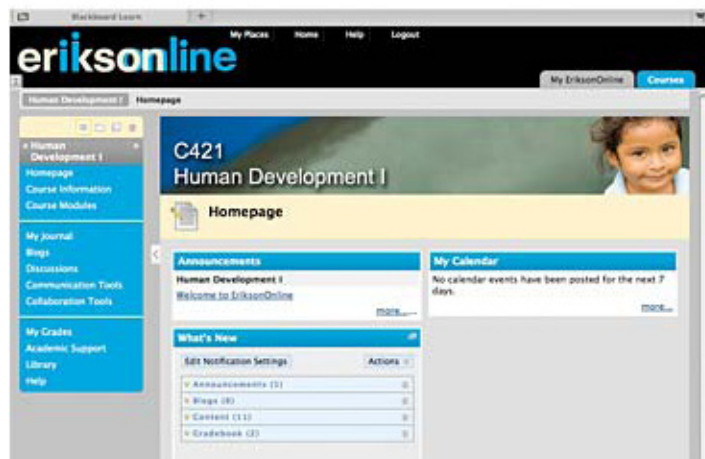 Blackboard Learn
My Places Home Help Logout
eriksonline
My EriksonOnline Courses
Human Development I Homepage
Human
Development I
Homepage
Course Information
Course Modules
My Journal
Blogs
Discussions
Communication Tools
Collaboration Tools
My Grades
Academic Support
Library
Help
C421
Human Development I
Homepage
Announcements
Human Development I
Welcome to EriksonOnline
more...
What's New
Edit Notification Settings Actions
Announcements (1)
Blogs (8)
Content (11)
Gradebook (2)
My Calendar
No calendar events have been posted for the next 7
days.
more...